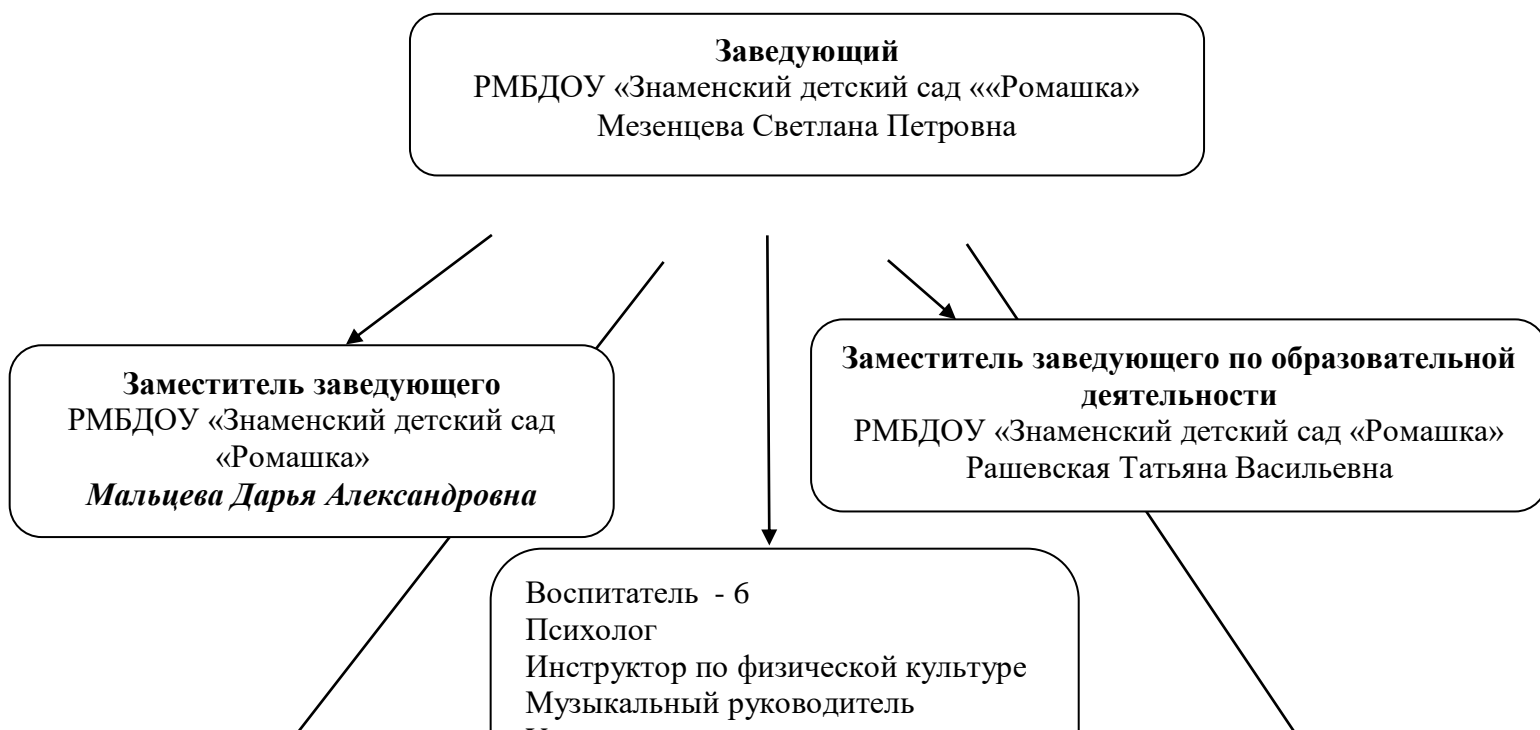 Заведующий
РМБДОУ «Знаменский детский сад ««Ромашка»
Мезенцева Светлана Петровна
Заместитель заведующего
РМБДОУ «Знаменский детский сад
«Ромашка»
Мальцева Дарья Александровна
Заместитель заведующего по образовательной
деятельности
РМБДОУ «Знаменский детский сад «Ромашка»
Рашевская Татьяна Васильевна
Воспитатель - 6
Психолог
Инструктор по физической культуре
Музыкальный руководитель